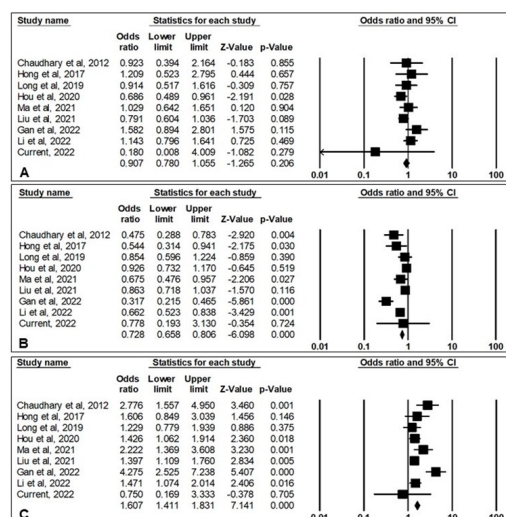 Study name Statistics for each study Odds ratio and 95% CI
Odds ratio Lower limit Upper limit Z-Value p-Value
Chaudhary et al, 2012 0.923 0.394 2.164 -0.183 0.855
Hong et al, 2017 1.209 0.523 2.795 0.444 0.657
Long et al, 2019 0.914 0.517 1.616 -0.309 0.757
Hou et al, 2020 0.686 0.489 0.961 -2.191 0.028
Ma et al, 2021 1.029 0.642 1.651 0.120 0.904
Liu et al, 2021 0.791 0.604 1.036 -1.703 0.089
Gan et al, 2022 1.582 0.894 2.801 1.575 0.115
Li et al, 2022 1.143 0.796 1.641 0.725 0.469
Current, 2022 0.180 0.008 4.009 -1.082 0.279
0.907 0.780 1.055 -1.265 0.206
0.01 0.1 1 10 100
A
Study name Statistics for each study Odds ratio and 95% CI
Odds ratio Lower limit Upper limit Z-Value p-Value
Chaudhary et al, 2012 0.475 0.288 0.783 -2.920 0.004
Hong et al, 2017 0.544 0.314 0.941 -2.175 0.030
Long et al, 2019 0.854 0.596 1.224 -0.859 0.390
Hou et al, 2020 0.926 0.732 1.170 -0.645 0.519
Ma et al, 2021 0.675 0.476 0.957 -2.206 0.027
Liu et al, 2021 0.863 0.718 1.037 -1.570 0.116
Gan et al, 2022 0.317 0.215 0.465 -5.861 0.000
Li et al, 2022 0.662 0.523 0.838 -3.429 0.001
Current, 2022 0.778 0.193 3.130 -0.354 0.724
0.728 0.658 0.806 -6.098 0.000
0.01 0.1 1 10 100
B
Study name Statistics for each study Odds ratio and 95% CI
Odds ratio Lower limit Upper limit Z-Value p-Value
Chaudhary et al, 2012 2.776 1.557 4.950 3.460 0.001
Hong et al, 2017 1.606 0.849 3.039 1.456 0.146
Long et al, 2019 1.229 0.779 1.939 0.886 0.375
Hou et al, 2020 1.426 1.062 1.914 2.360 0.018
Ma et al, 2021 2.222 1.369 3.608 3.230 0.001
Liu et al, 2021 1.397 1.109 1.760 2.834 0.005
Gan et al, 2022 4.275 2.525 7.238 5.407 0.000
Li et al, 2022 1.471 1.074 2.014 2.406 0.016
Current, 2022 0.750 0.169 3.333 -0.378 0.705
1.607 1.411 1.831 7.141 0.000
0.01 0.1 1 10 100
C